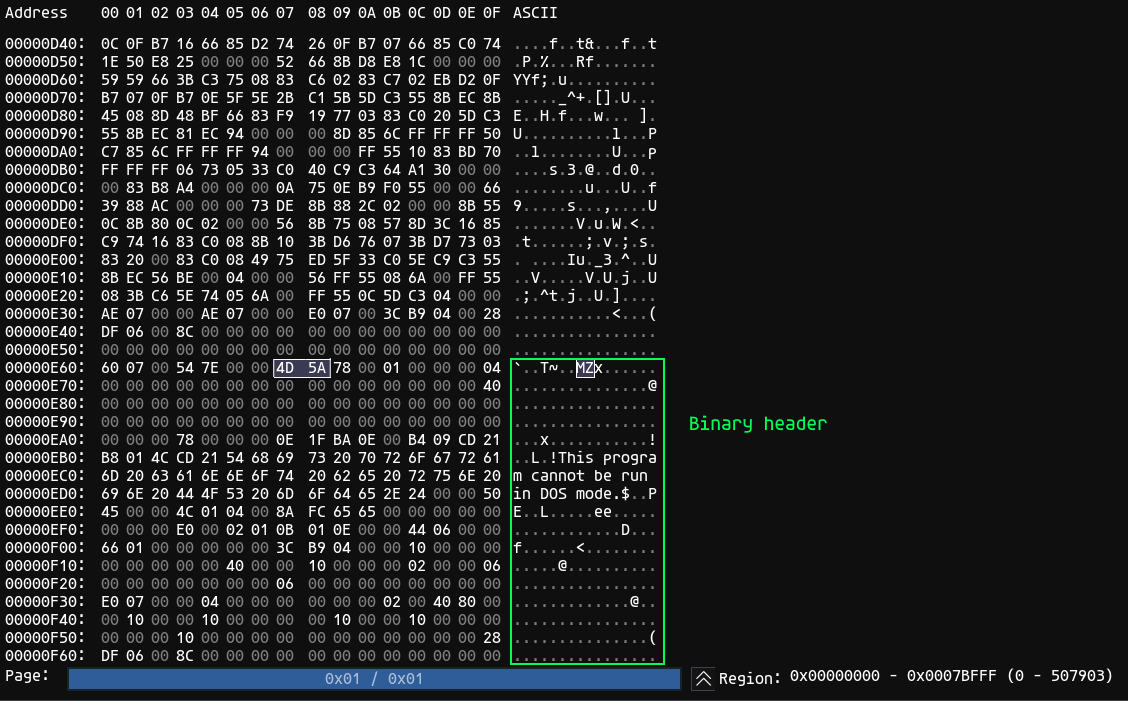 Address 00 01 02 03 04 05 06 07 08 09 0A 0B 0C 0D 0E 0F ASCII
00000D40: 0C 0F B7 16 66 85 D2 74 26 0F B7 07 66 85 C0 74 ....f..t&...f..t
00000D50: 1E 50 E8 25 00 00 00 52 66 8B D8 E8 1C 00 00 00 .P.%...Rf.......
00000D60: 59 59 66 3B C3 75 08 83 C6 02 83 C7 02 EB D2 0F YYf;.u..........
00000D70: B7 07 0F B7 0E 5F 5E 2B C1 5B 5D C3 55 8B EC 8B ....._^+.[].U...
00000D80: 45 08 8D 48 BF 66 83 F9 19 77 03 83 C0 20 5D C3 E..H.f...w... ].
00000D90: 55 8B EC 81 EC 94 00 00 00 8D 85 6C FF FF FF 50 U..........l...P
00000DA0: C7 85 6C FF FF FF 94 00 00 00 FF 55 10 83 BD 70 ..l........U...p
00000DB0: FF FF FF 06 73 05 33 C0 40 C9 C3 64 A1 30 00 00 ....s.3.@..d.0..
00000DC0: 00 83 B8 A4 00 00 00 0A 75 0E B9 F0 55 00 00 66 ........u...U..f
00000DD0: 39 88 AC 00 00 00 73 DE 8B 88 2C 02 00 00 8B 55 9.....s...,....U
00000DE0: 0C 8B 80 0C 02 00 00 56 8B 75 08 57 8D 3C 16 85 .......V.u.W.<..
00000DF0: C9 74 16 83 C0 08 8B 10 3B D6 76 07 3B D7 73 03 .t......;.v.;.s.
00000E00: 83 20 00 83 C0 08 49 75 ED 5F 33 C0 5E C9 C3 55 . ....Iu._3.^..U
00000E10: 8B EC 56 BE 00 04 00 00 56 FF 55 08 6A 00 FF 55 ..V.....V.U.j..U
00000E20: 08 3B C6 5E 74 05 6A 00 FF 55 0C 5D C3 04 00 00 .;.^t.j..U.]....
00000E30: AE 07 00 00 AE 07 00 00 E0 07 00 3C B9 04 00 28 ...........<...(
00000E40: DF 06 00 8C 00 00 00 00 00 00 00 00 00 00 00 00 ................
00000E50: 00 00 00 00 00 00 00 00 00 00 00 00 00 00 00 00 ................
00000E60: 60 07 00 54 7E 00 00 4D 5A 78 00 01 00 00 00 04 `..T~..MZx......
00000E70: 00 00 00 00 00 00 00 00 00 00 00 00 00 00 00 40 ...............@
00000E80: 00 00 00 00 00 00 00 00 00 00 00 00 00 00 00 00 ................
00000E90: 00 00 00 00 00 00 00 00 00 00 00 00 00 00 00 00 ................
Binary header
00000EA0: 00 00 00 78 00 00 00 0E 1F BA 0E 00 B4 09 CD 21 ...x...........!
00000EB0: B8 01 4C CD 21 54 68 69 73 20 70 72 6F 67 72 61 ..L.!This progra
00000EC0: 6D 20 63 61 6E 6E 6F 74 20 62 65 20 72 75 6E 20 m cannot be run
00000ED0: 69 6E 20 44 4F 53 20 6D 6F 64 65 2E 24 00 00 50 in DOS mode.$..P
00000EE0: 45 00 00 4C 01 04 00 8A FC 65 65 00 00 00 00 00 E..L.....ee.....
00000EF0: 00 00 00 E0 00 02 01 0B 01 0E 00 00 44 06 00 00 ............D...
00000F00: 66 01 00 00 00 00 00 3C B9 04 00 00 10 00 00 00 f......<........
00000F10: 00 00 00 00 00 40 00 00 10 00 00 00 02 00 00 06 .....@..........
00000F20: 00 00 00 00 00 00 00 06 00 00 00 00 00 00 00 00 ................
00000F30: E0 07 00 00 04 00 00 00 00 00 00 02 00 40 80 00 .............@..
00000F40: 00 10 00 00 10 00 00 00 00 10 00 00 10 00 00 00 ................
00000F50: 00 00 00 10 00 00 00 00 00 00 00 00 00 00 00 28 ...............(
00000F60: DF 06 00 8C 00 00 00 00 00 00 00 00 00 00 00 00 ................
Page: 0x01 / 0x01 Region: 0x00000000 - 0x0007BFFF (0 - 507903)